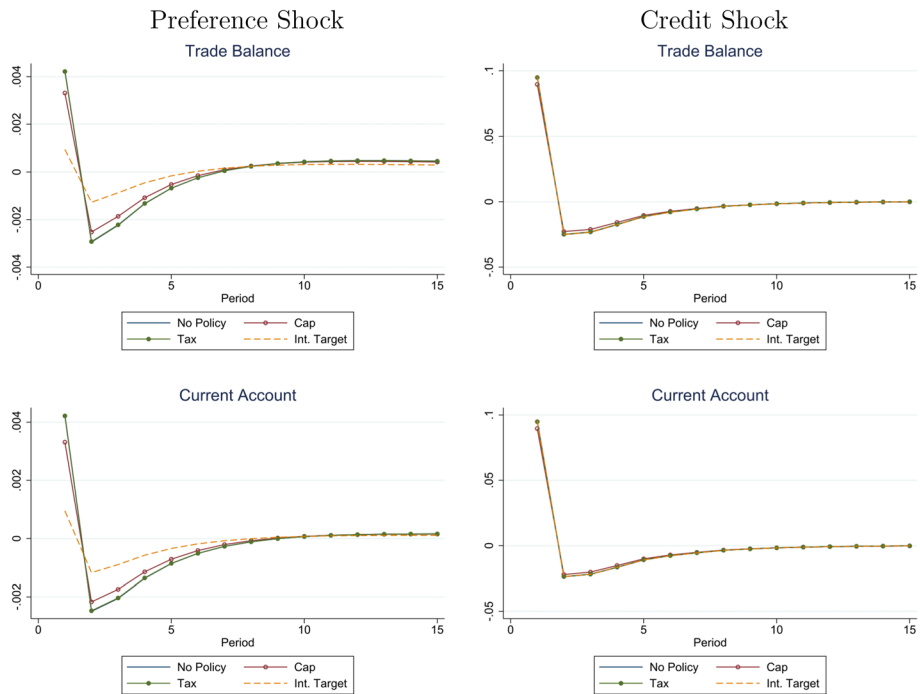 Preference Shock
Credit Shock
Trade Balance
.004
.002
0
-.002
-.004
0
5
10
15
Period
No Policy
Cap
Tax
Int. Target
Trade Balance
.1
.05
0
-.05
0
5
10
15
Period
No Policy
Cap
Tax
Int. Target
Current Account
.004
.002
0
-.002
0
5
10
15
Period
No Policy
Cap
Tax
Int. Target
Current Account
.1
.05
0
-.05
0
5
10
15
Period
No Policy
Cap
Tax
Int. Target